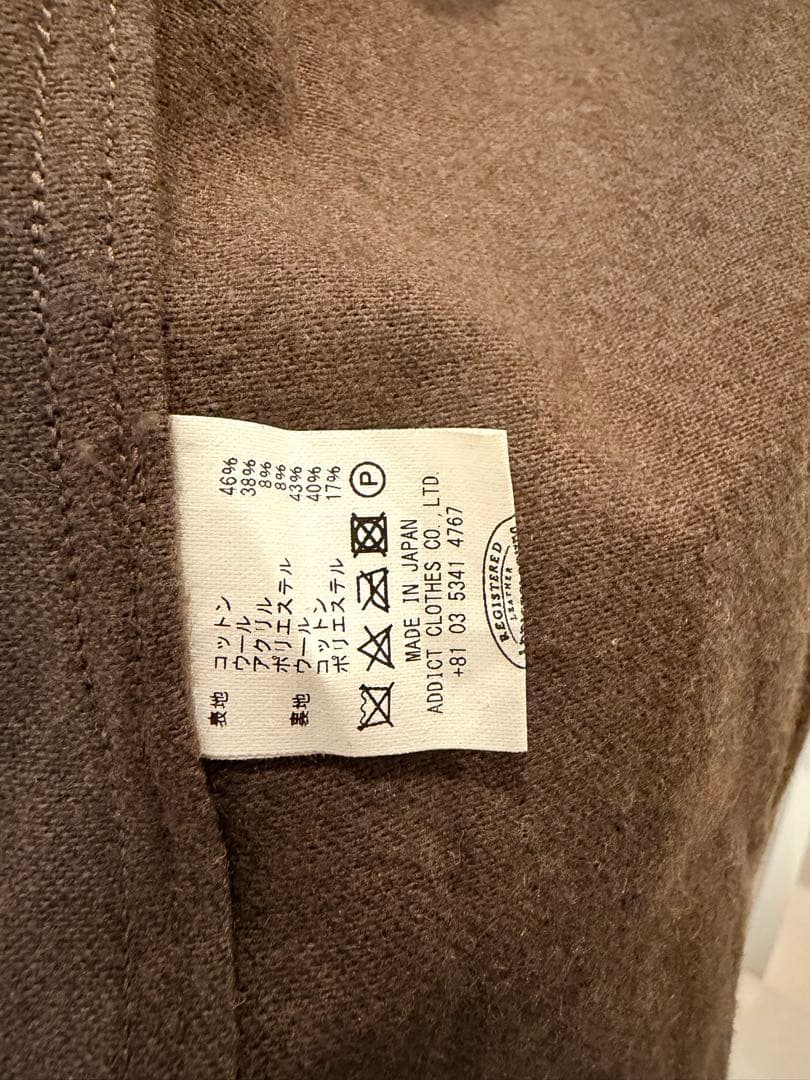 表地 コットン 46%
ウール 38%
アクリル 8%
ポリエステル 8%
裏地 ウール 43%
コットン 40%
ポリエステル 17%
P
MADE IN JAPAN
ADDICT CLOTHES CO.,LTD.
+81 03 5341 4767
REGISTERED
LEATHER